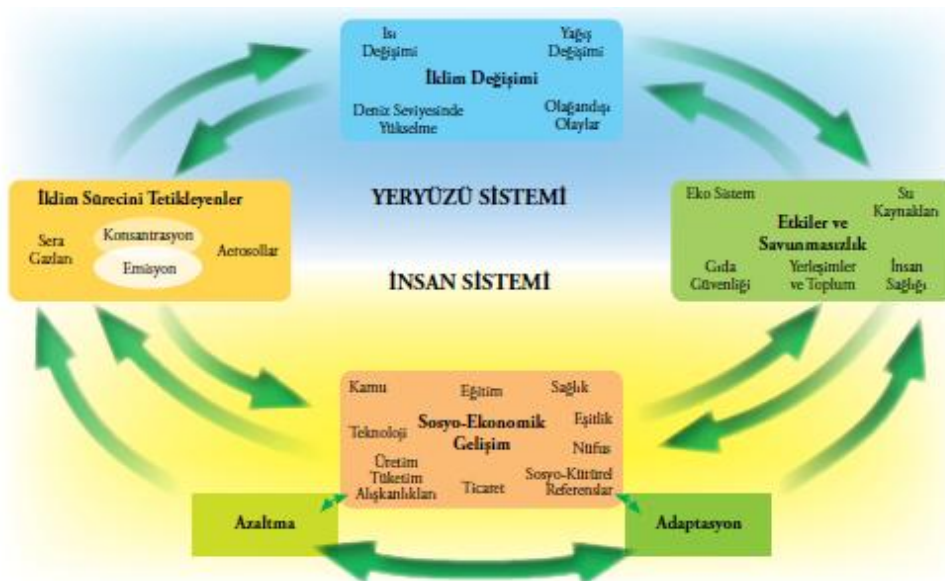 Isı
Değişimi
Yağış
Değişimi
İklim Değişimi
Deniz Seviyesinde
Yükselme
Olağandışı
Olaylar
İklim Sürecini Tetikleyenler
Sera
Gazları
Konsantrasyon
Emisyon
Aerosollar
YERYÜZÜ SİSTEMİ
İNSAN SİSTEMİ
Eko Sistem
Su
Kaynakları
Etkiler ve
Savunmasızlık
Gıda
Güvenliği
Yerleşimler
ve Toplum
İnsan
Sağlığı
Kamu
Eğitim
Sağlık
Teknoloji
Sosyo-Ekonomik
Gelişim
Eşitlik
Nüfus
Üretim
Tüketim
Alışkanlıkları
Ticaret
Sosyo-Kütürel
Referenslar
Azaltma
Adaptasyon